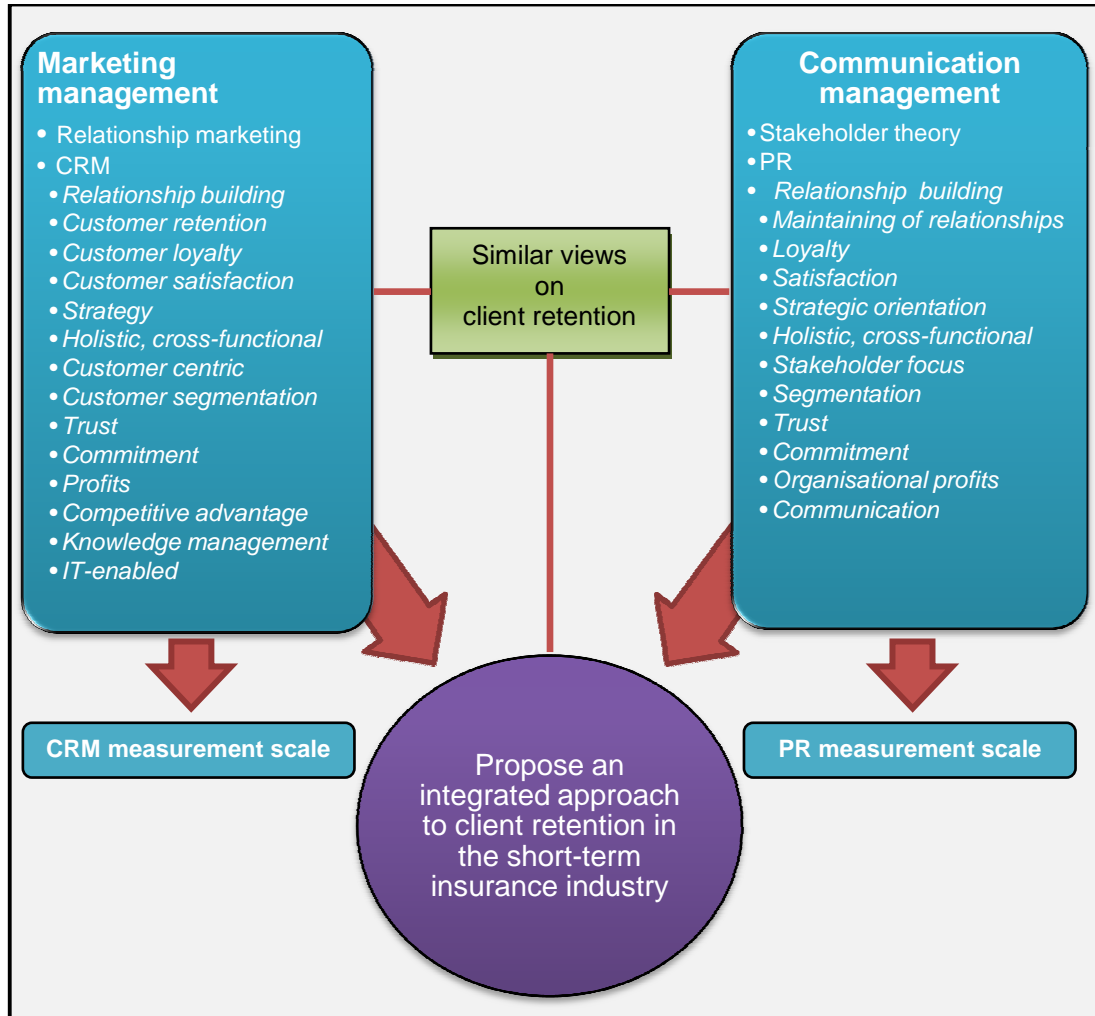 Marketing
management
• Relationship marketing
• CRM
• Relationship building
• Customer retention
• Customer loyalty
• Customer satisfaction
• Strategy
• Holistic, cross-functional
• Customer centric
• Customer segmentation
• Trust
• Commitment
• Profits
• Competitive advantage
• Knowledge management
• IT-enabled
Similar views
on
client retention
Communication
management
• Stakeholder theory
• PR
• Relationship building
• Maintaining of relationships
• Loyalty
• Satisfaction
• Strategic orientation
• Holistic, cross-functional
• Stakeholder focus
• Segmentation
• Trust
• Commitment
• Organisational profits
• Communication
CRM measurement scale
PR measurement scale
Propose an
integrated approach
to client retention in
the short-term
insurance industry